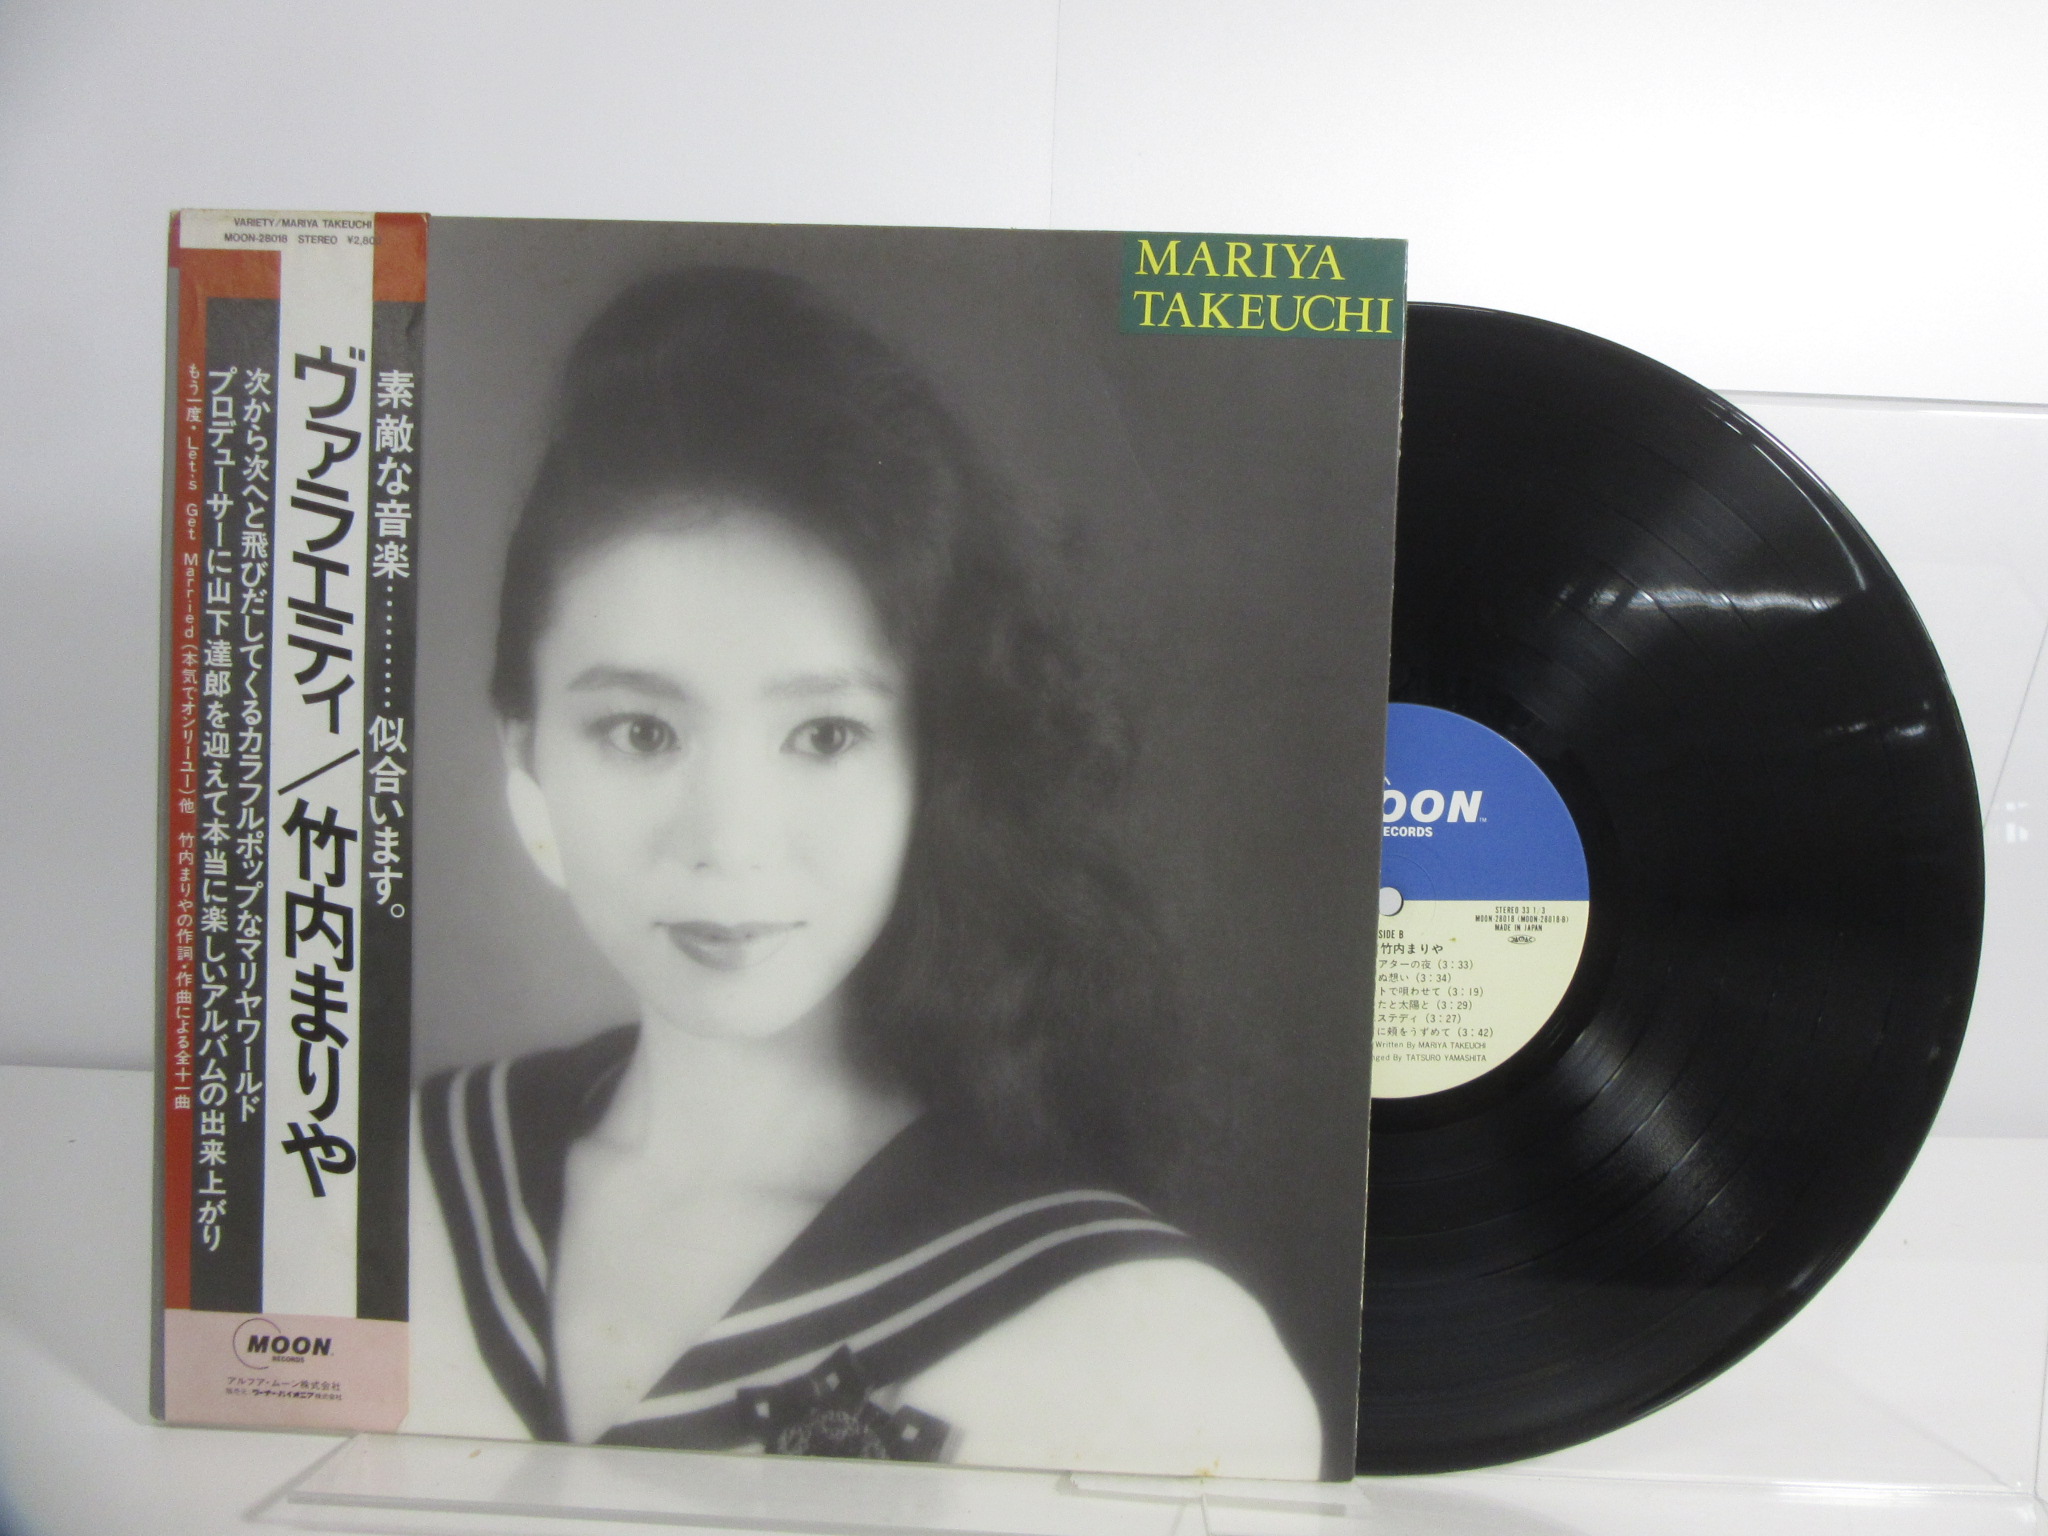 VARIETY/MARIYA TAKEUCHI
MOON-28018 STEREO ¥2,80
素敵な音楽‥‥‥‥‥似合います。
ヴァラエティ/竹内まりや
次から次へと飛びだしてくるカラフルポップなマリヤワールド
プロデューサーに山下達郎を迎えて本当に楽しいアルバムの出来上がり
もう一度・Let's Get Married(本気でオンリーユー)他 竹内まりやの作詞・作曲による全十一曲
MOON
RECORDS
アルファ・ムーン株式会社
販売元 ワーナー・パイオニア株式会社
MARIYA
TAKEUCHI
OON™
ECORDS
STEREO 33 1/3
MOON-28018 (MOON-28018-B)
MADE IN JAPAN
SIDE B
竹内まりや
アターの夜 (3:33)
ぬ想い (3:34)
トで唄わせて (3:19)
たと太陽と (3:29)
ステディ (3:27)
に頬をうずめて (3:42)
Written By MARIYA TAKEUCHI
ged By TATSURO YAMASHITA